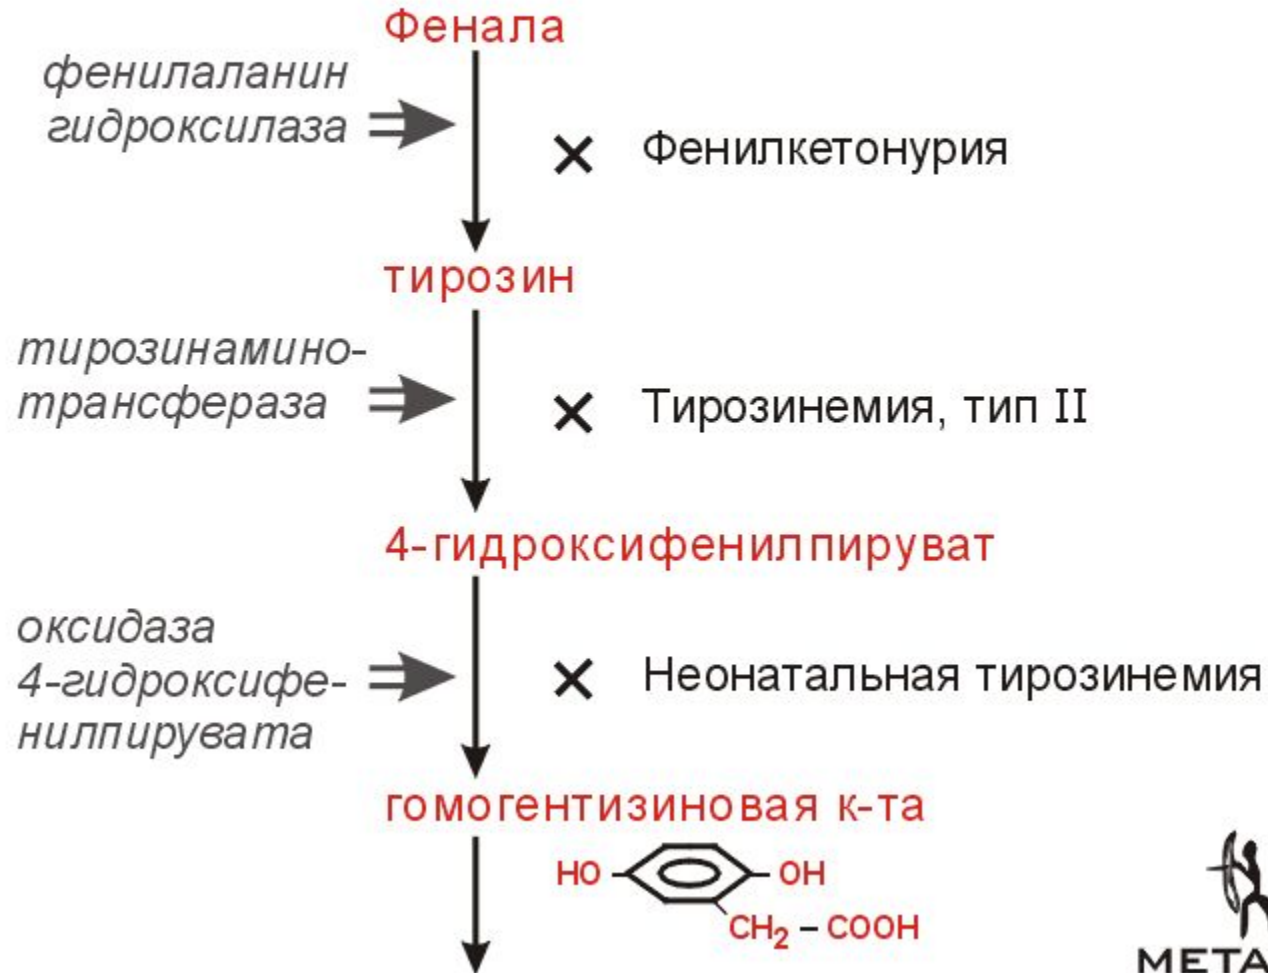 Фенала
фенилаланин
гидроксилаза
× Фенилкетонурия
тирозин
тирозинамино-
трансфераза
× Тирозинемия, тип II
4-гидроксифенилпируват
оксидаза
4-гидроксифе-
нилпирувата
× Неонатальная тирозинемия
гомогентизиновая к-та
HO OH
CH₂ – COOH
META